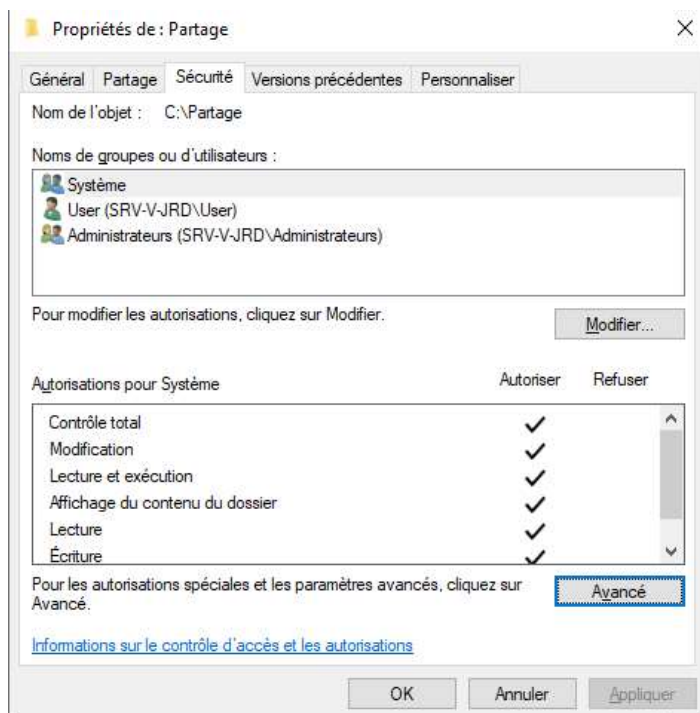 Propriétés de : Partage
Général Partage Sécurité Versions précédentes Personnaliser
Nom de l'objet : C:\Partage
Noms de groupes ou d'utilisateurs :
Système
User (SRV-V-JRD\User)
Administrateurs (SRV-V-JRD\Administrateurs)
Pour modifier les autorisations, cliquez sur Modifier.
Modifier...
Autorisations pour Système Autoriser Refuser
Contrôle total
Modification
Lecture et exécution
Affichage du contenu du dossier
Lecture
Écriture
Pour les autorisations spéciales et les paramètres avancés, cliquez sur
Avancé.
Avancé
Informations sur le contrôle d'accès et les autorisations
OK Annuler Appliquer